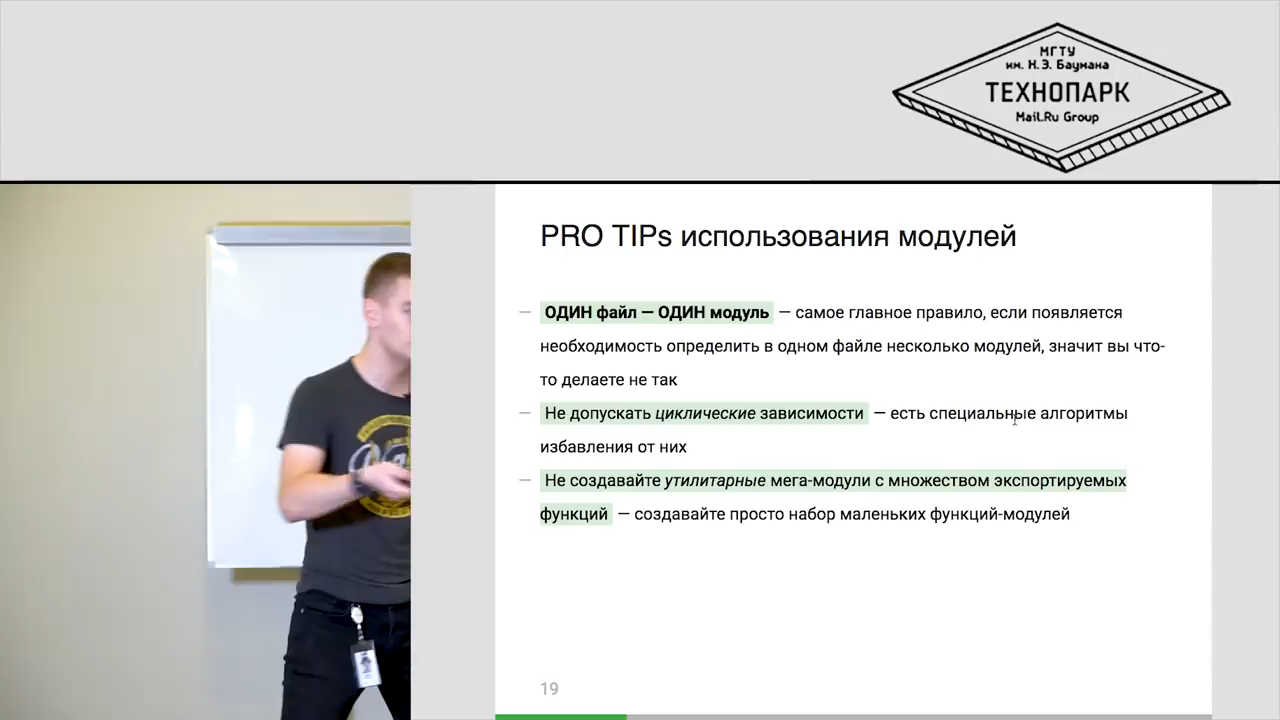 МГТУ
им. Н.Э. Баумана
ТЕХНОПАРК
Mail.Ru Group
PRO TIPs использования модулей
— ОДИН файл — ОДИН модуль — самое главное правило, если появляется
необходимость определить в одном файле несколько модулей, значит вы что-
то делаете не так
— Не допускать циклические зависимости — есть специальные алгоритмы
избавления от них
— Не создавайте утилитарные мега-модули с множеством экспортируемых
функций — создавайте просто набор маленьких функций-модулей
19